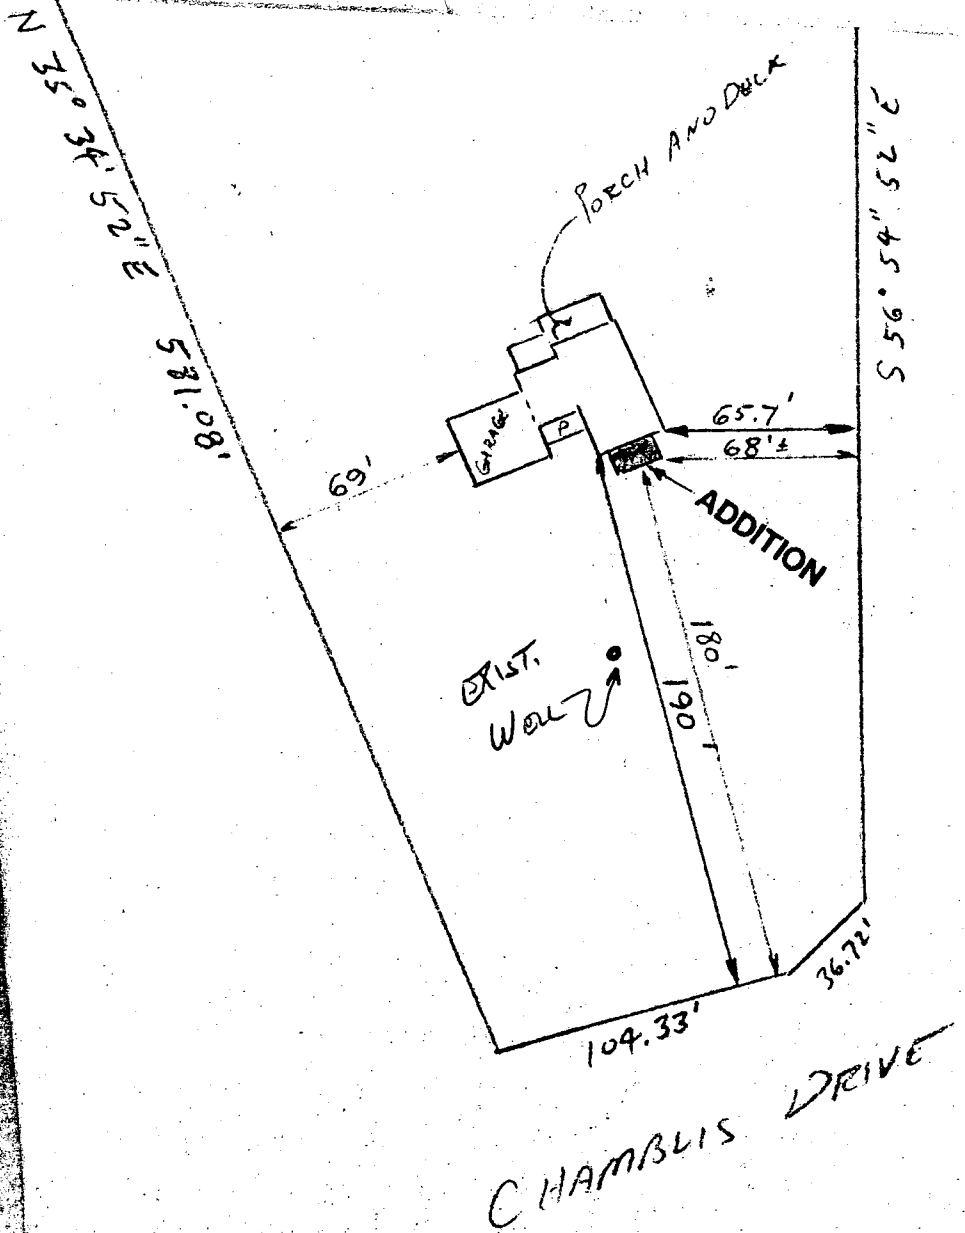 N 35° 34' 52" E 581.08'
PORCH AND DECK
S 56° 54" 52" E
GARAGE
P
65.7'
68'±
69'
ADDITION
EXIST.
WELL
180'
190'
36.72'
104.33'
CHAMBLIS DRIVE